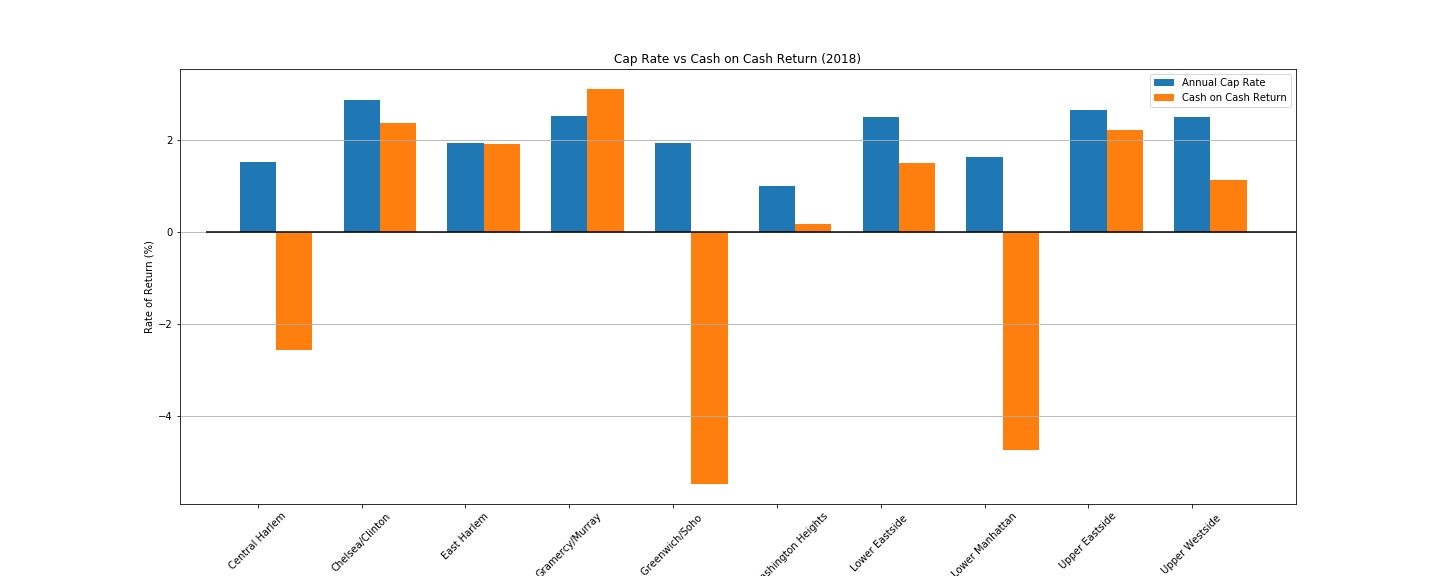 Cap Rate vs Cash on Cash Return (2018)
Annual Cap Rate
Cash on Cash Return
Rate of Return (%)
2
0
−2
−4
Central Harlem
Chelsea/Clinton
East Harlem
Gramercy/Murray
Greenwich/Soho
Heights
Lower Eastside
Lower Manhattan
Upper Eastside
Upper Westside